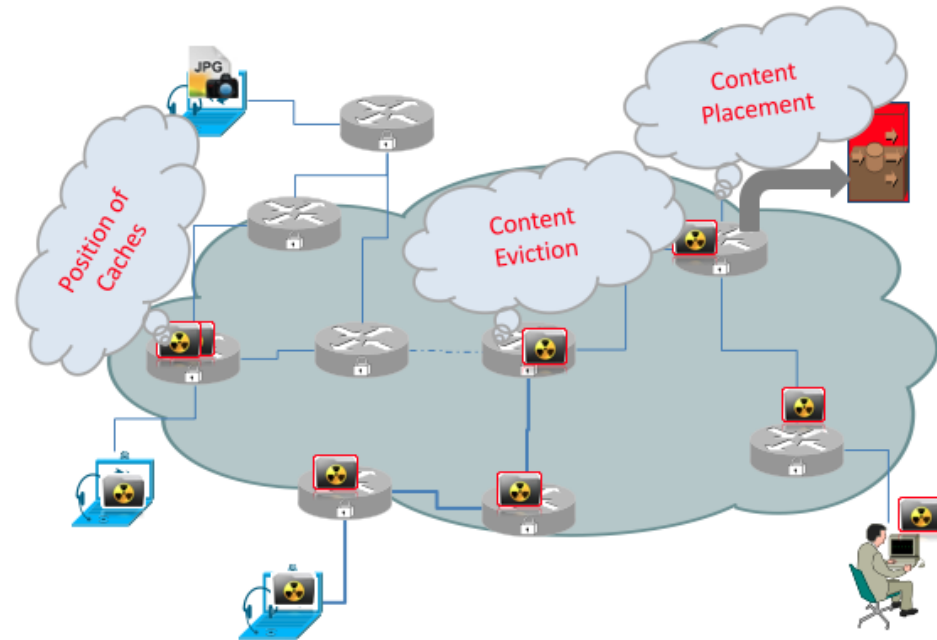 JPG
Content
Placement
Position of
Caches
Content
Eviction